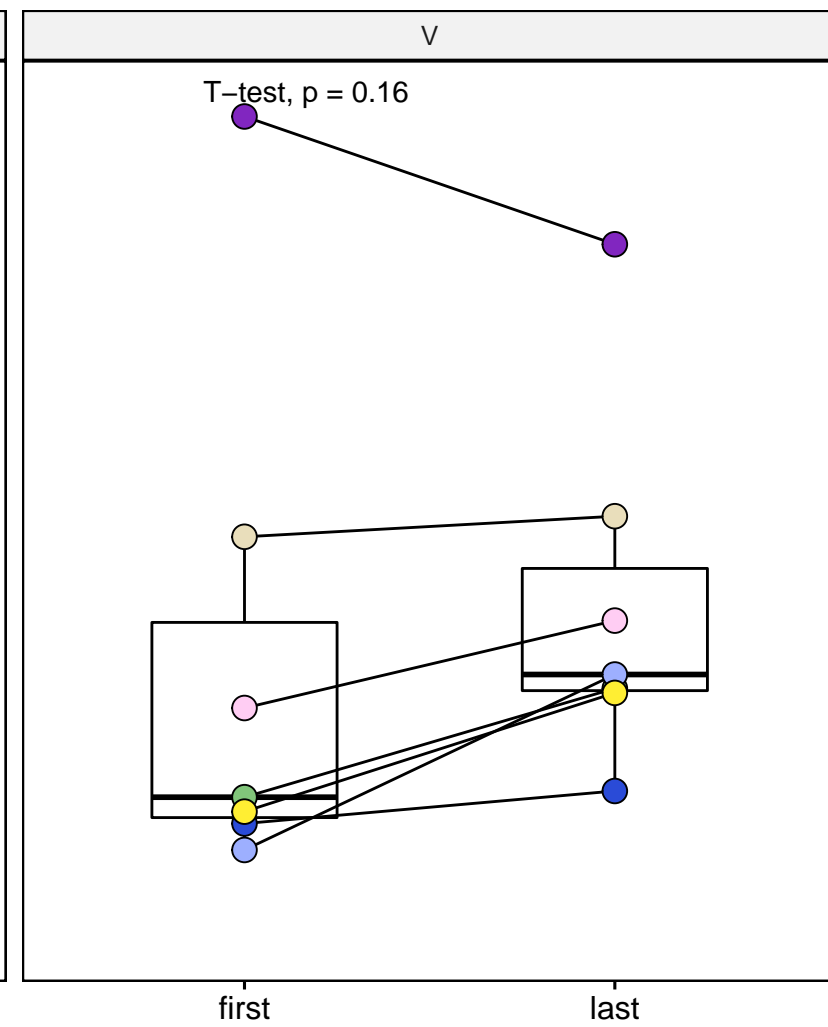 V
T−test, p = 0.16
first
last